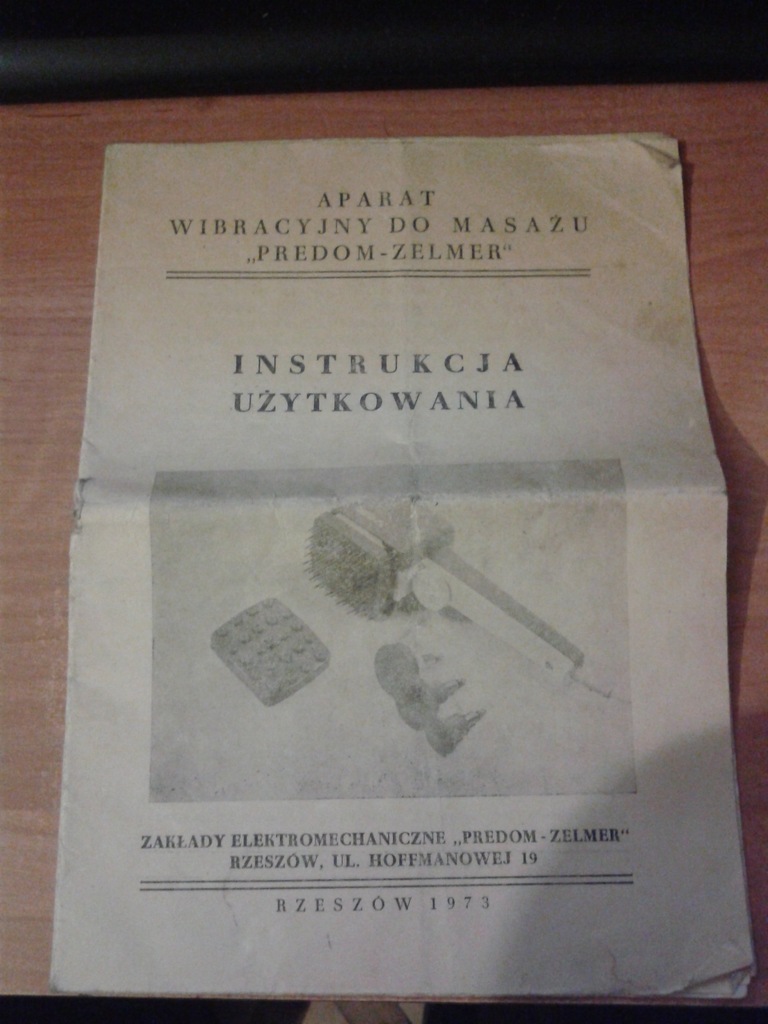 APARAT
WIBRACYJNY DO MASAŻU
„PREDOM-ZELMER"
INSTRUKCJA
UŻYTKOWANIA
ZAKŁADY ELEKTROMECHANICZNE „PREDOM-ZELMER"
RZESZÓW, UL. HOFFMANOWEJ 19
RZESZÓW 1973